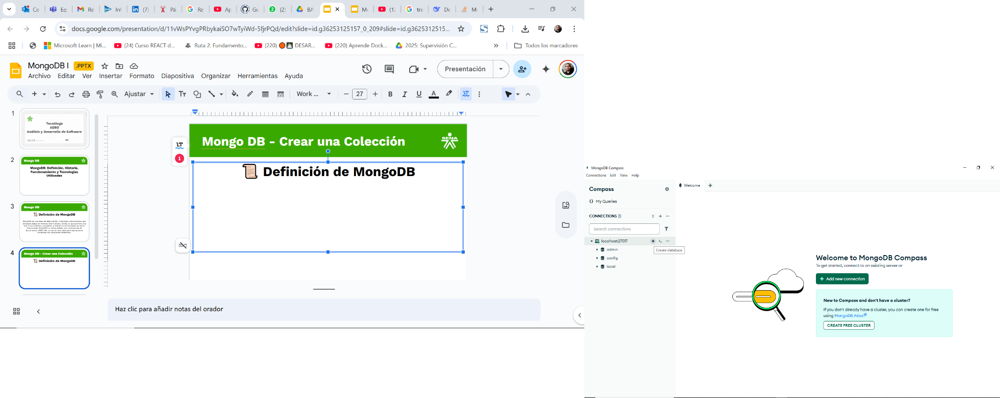 Co
Eq
Re
Inf
(7)
Pá
Re
Ap
Gu
(2)
BA
Mo
(12
tra
De
Mo
docs.google.com/presentation/d/11vWsPYvgPRbykaiSO7wTyiWd-5fjrPQd/edit?slide=id.g36253125157_0_209#slide=id.g3625312515...
Microsoft Learn | Mi...
(24) Curso REACT d...
Ruta 2. Fundamento...
(220) DESAR...
(220) Aprende Dock...
2025: Supervisión C...
»
Todos los marcadores
MongoDB I .PPTX
Archivo Editar Ver Insertar Formato Diapositiva Organizar Herramientas Ayuda
Presentación
Ajustar
Work ...
27
B I U A
1
Tecnólogo
ADSO
Análisis y Desarrollo de Software
2
Mongo DB
MongoDB: Definición, Historia,
Funcionamiento y Tecnologías
Utilizadas
3
Mongo DB
Definición de MongoDB
4
Mongo DB - Crear una Colección
Definición de MongoDB
LT
1
Mongo DB - Crear una Colección
SENA
Definición de MongoDB
Haz clic para añadir notas del orador
MongoDB Compass
Connections Edit View Help
Compass
{} My Queries
CONNECTIONS (1)
Search connections
localhost:27017
Create database
admin
config
local
Welcome
Welcome to MongoDB Compass
To get started, connect to an existing server or
Add new connection
New to Compass and don't have a cluster?
If you don't already have a cluster, you can create one for free
using MongoDB Atlas
CREATE FREE CLUSTER